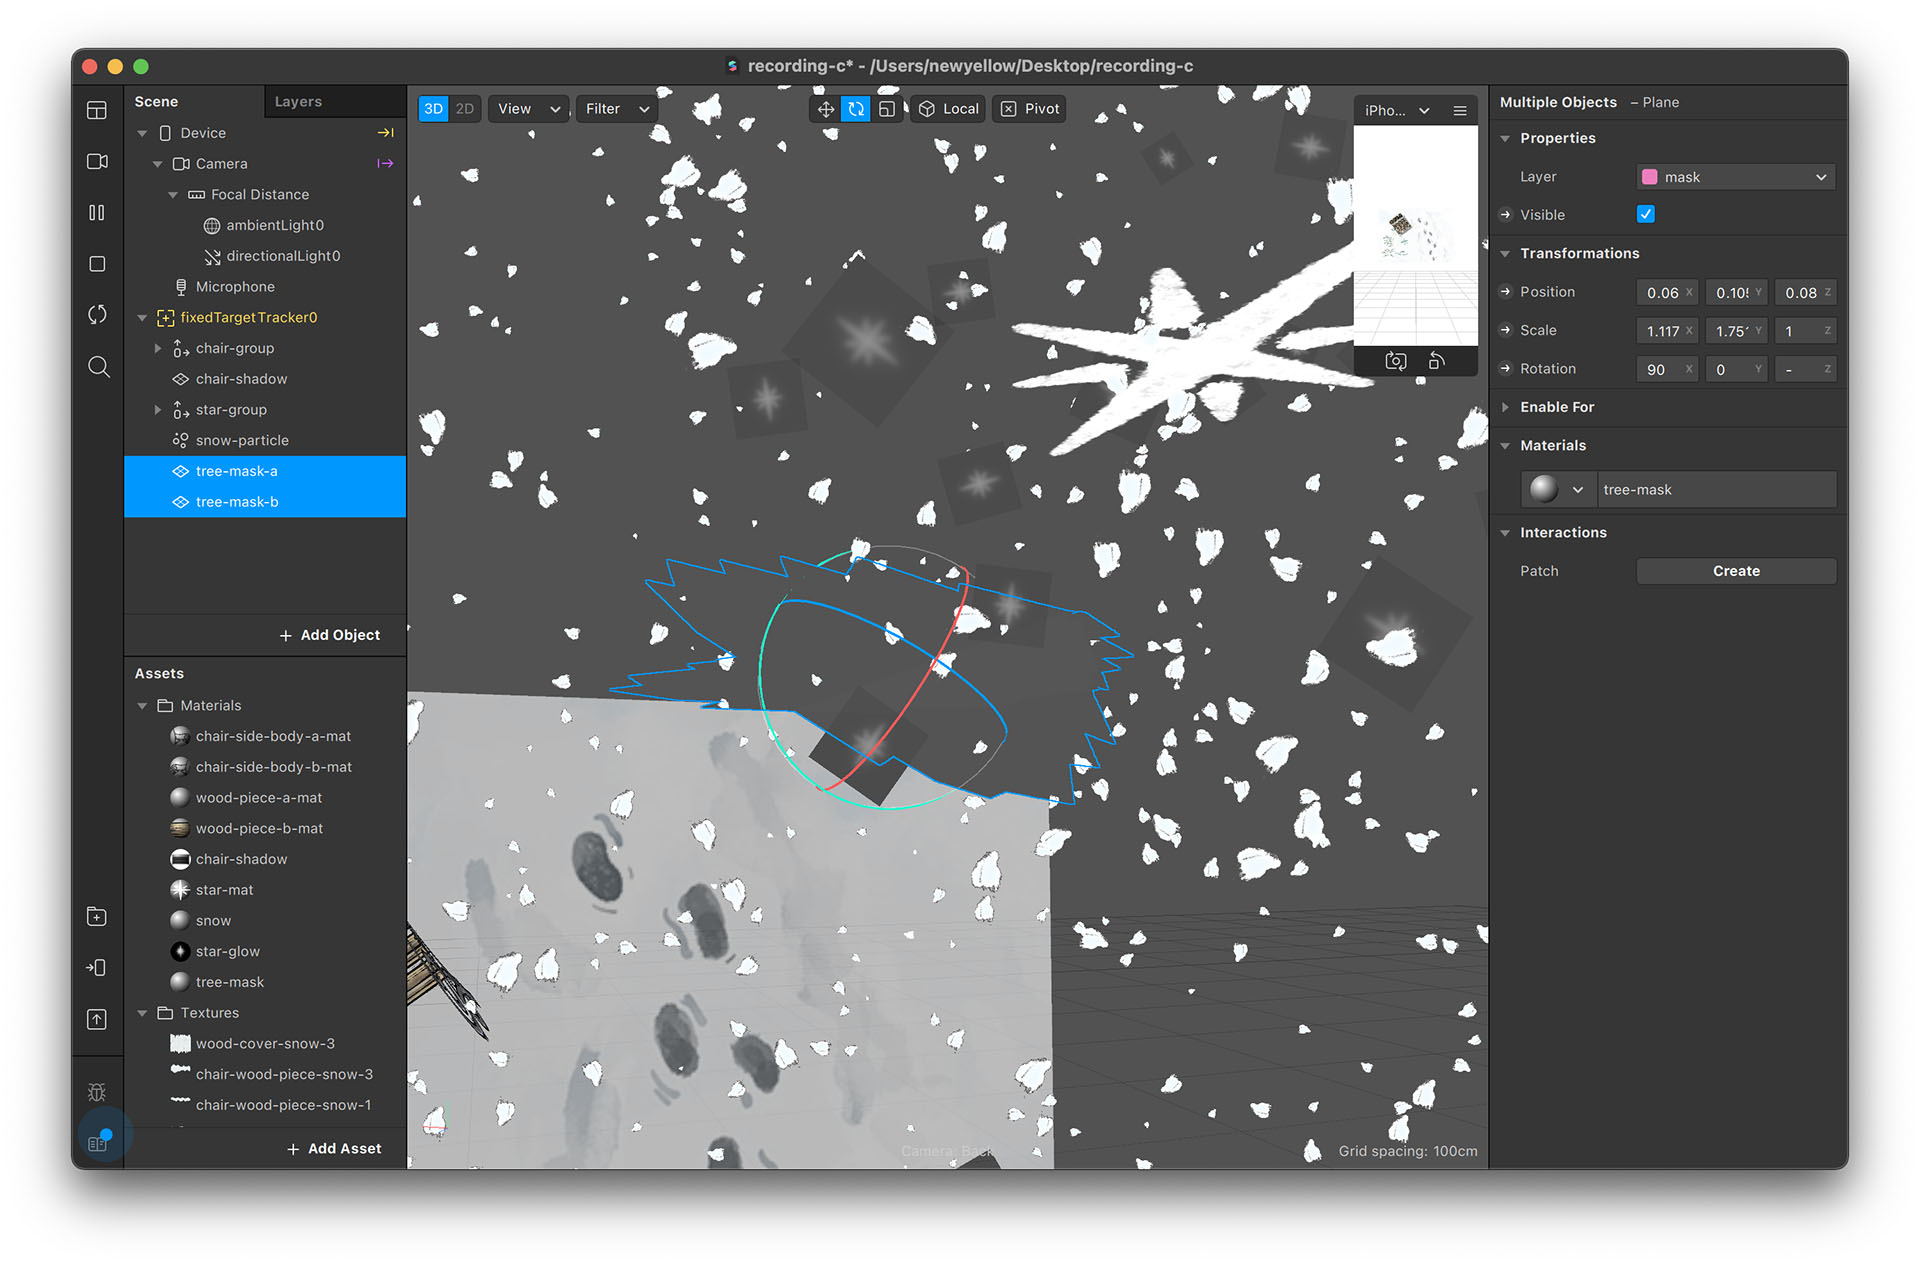 recording-c* - /Users/newyellow/Desktop/recording-c
Scene
Layers
Device
Camera
Focal Distance
ambientLight0
directionalLight0
Microphone
fixedTargetTracker0
chair-group
chair-shadow
star-group
snow-particle
tree-mask-a
tree-mask-b
+ Add Object
Assets
Materials
chair-side-body-a-mat
chair-side-body-b-mat
wood-piece-a-mat
wood-piece-b-mat
chair-shadow
star-mat
snow
star-glow
tree-mask
Textures
wood-cover-snow-3
chair-wood-piece-snow-3
chair-wood-piece-snow-1
+ Add Asset
3D 2D View Filter Local Pivot
iPho...
Camera: Back
Grid spacing: 100cm
Multiple Objects – Plane
Properties
Layer mask
Visible
Transformations
Position 0.06 X 0.10 Y 0.08 Z
Scale 1.117 X 1.75 Y 1 Z
Rotation 90 X 0 Y - Z
Enable For
Materials
tree-mask
Interactions
Patch Create